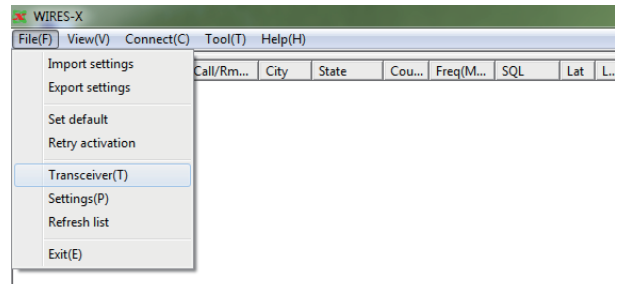 WIRES-X
File(F) View(V) Connect(C) Tool(T) Help(H)
Call/Rm... City State Cou... Freq(M... SQL Lat L..
Import settings
Export settings
Set default
Retry activation
Transceiver(T)
Settings(P)
Refresh list
Exit(E)